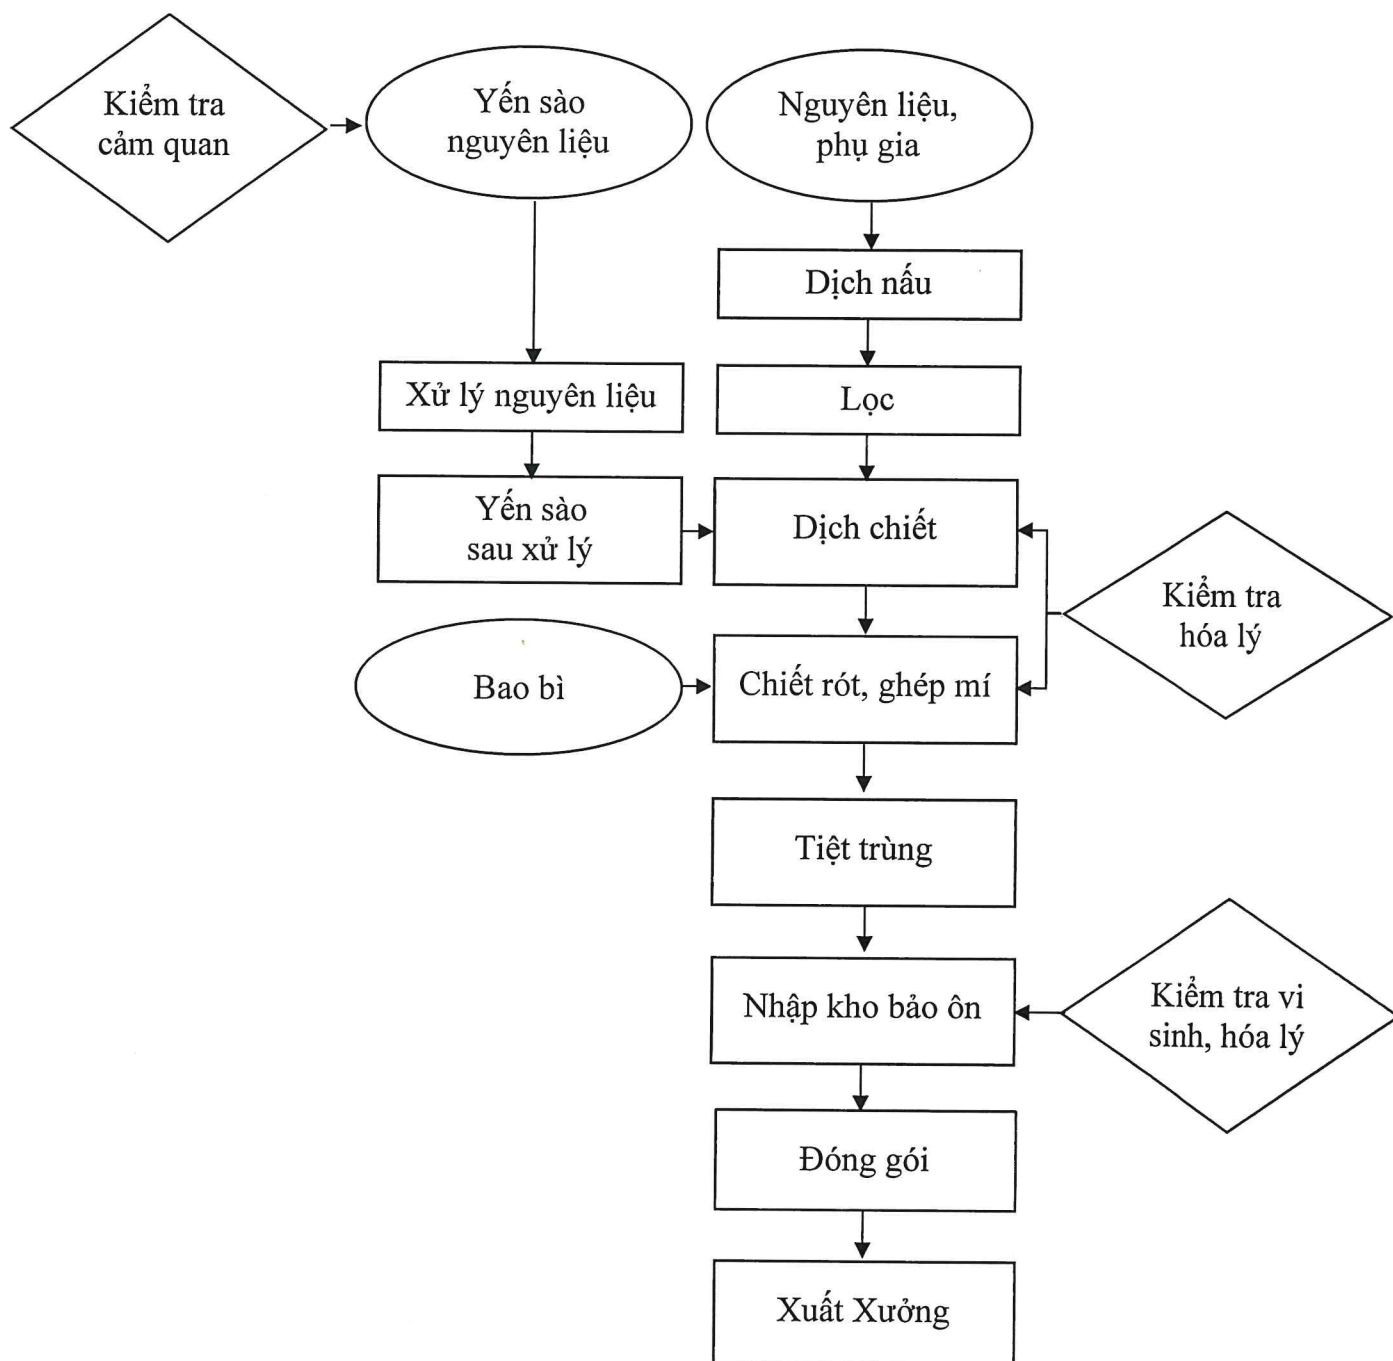 Kiểm tra
cảm quan
Yến sào
nguyên liệu
Nguyên liệu,
phụ gia
Dịch nấu
Xử lý nguyên liệu
Lọc
Yến sào
sau xử lý
Dịch chiết
Kiểm tra
hóa lý
Bao bì
Chiết rót, ghép mí
Tiệt trùng
Nhập kho bảo ôn
Kiểm tra vi
sinh, hóa lý
Đóng gói
Xuất Xưởng